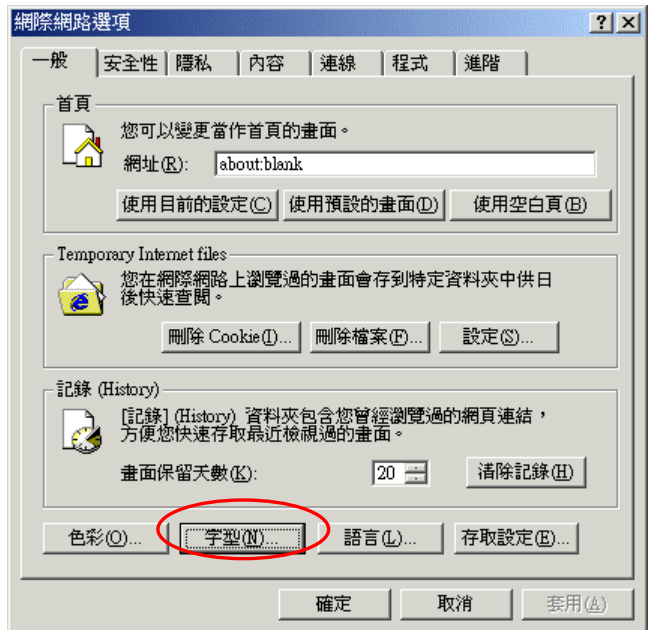 網際網路選項
一般 安全性 隱私 內容 連線 程式 進階
首頁
您可以變更當作首頁的畫面。
網址(R): about:blank
使用目前的設定(C) 使用預設的畫面(D) 使用空白頁(B)
Temporary Internet files
您在網際網路上瀏覽過的畫面會存到特定資料夾中供日
後快速查閱。
刪除 Cookie(I)... 刪除檔案(F)... 設定(S)...
記錄 (History)
[記錄] (History) 資料夾包含您曾經瀏覽過的網頁連結，
方便您快速存取最近檢視過的畫面。
畫面保留天數(K): 20 清除記錄(H)
色彩(O)... 字型(N)... 語言(L)... 存取設定(E)...
確定 取消 套用(A)